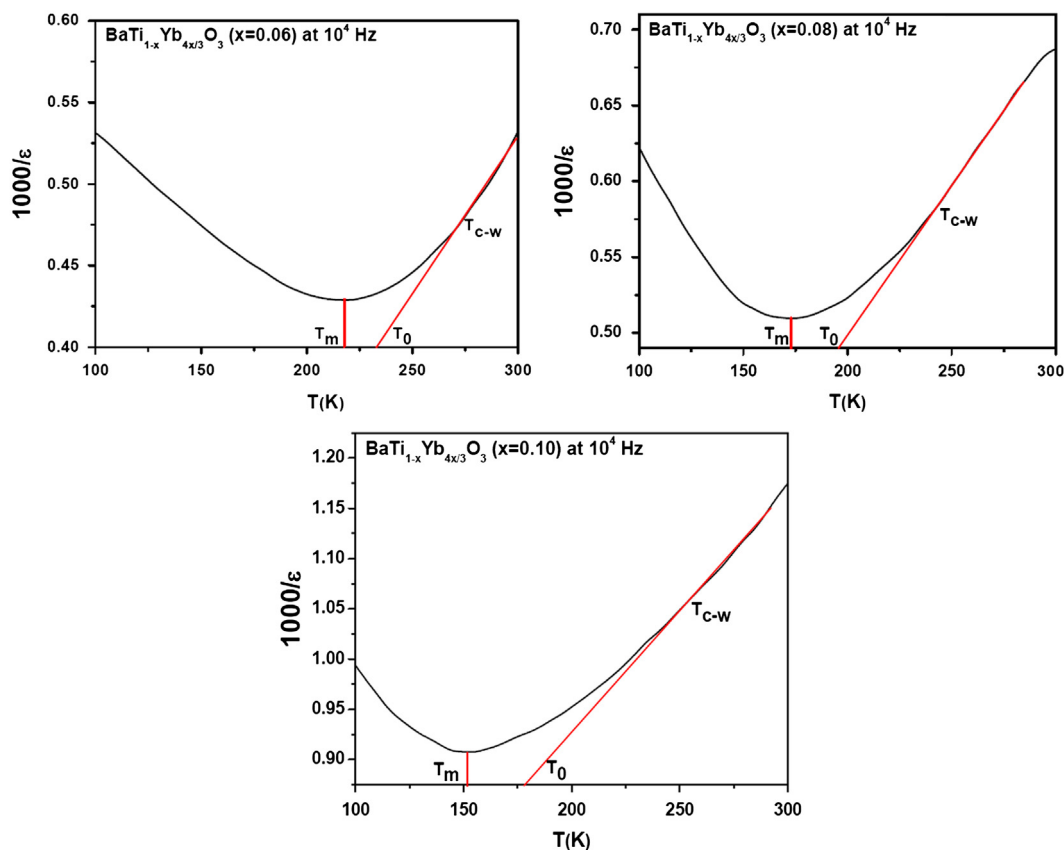 BaTi1-xYb4x/3O3 (x=0.06) at 10^4 Hz
0.60
0.55
0.50
0.45
0.40
1000/ε
TC-W
Tm
T0
100
150
200
250
300
T(K)
BaTi1-xYb4x/3O3 (x=0.08) at 10^4 Hz
0.70
0.65
0.60
0.55
0.50
1000/ε
TC-W
Tm
T0
100
150
200
250
300
T(K)
BaTi1-xYb4x/3O3 (x=0.10) at 10^4 Hz
1.20
1.15
1.10
1.05
1.00
0.95
0.90
1000/ε
TC-W
Tm
T0
100
150
200
250
300
T(K)